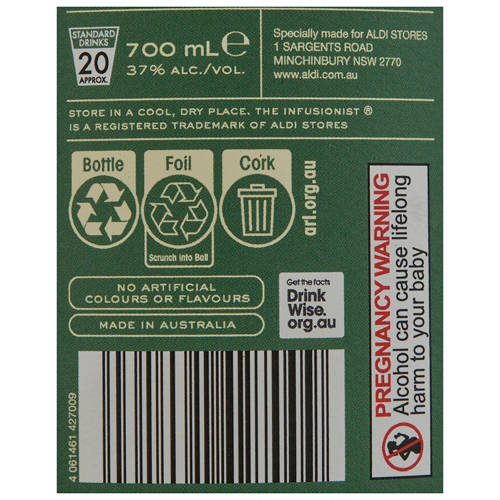 STANDARD
DRINKS
20
APPROX.
700 mL℮
37% ALC./VOL.
Specially made for ALDI STORES
1 SARGENTS ROAD
MINCHINBURY NSW 2770
www.aldi.com.au
STORE IN A COOL, DRY PLACE. THE INFUSIONIST ®
IS A REGISTERED TRADEMARK OF ALDI STORES
Bottle
Foil
Scrunch into Ball
Cork
arl.org.au
NO ARTIFICIAL
COLOURS OR FLAVOURS
MADE IN AUSTRALIA
Get the facts
Drink
Wise.
org.au
PREGNANCY WARNING
Alcohol can cause lifelong
harm to your baby
4 061461 427009